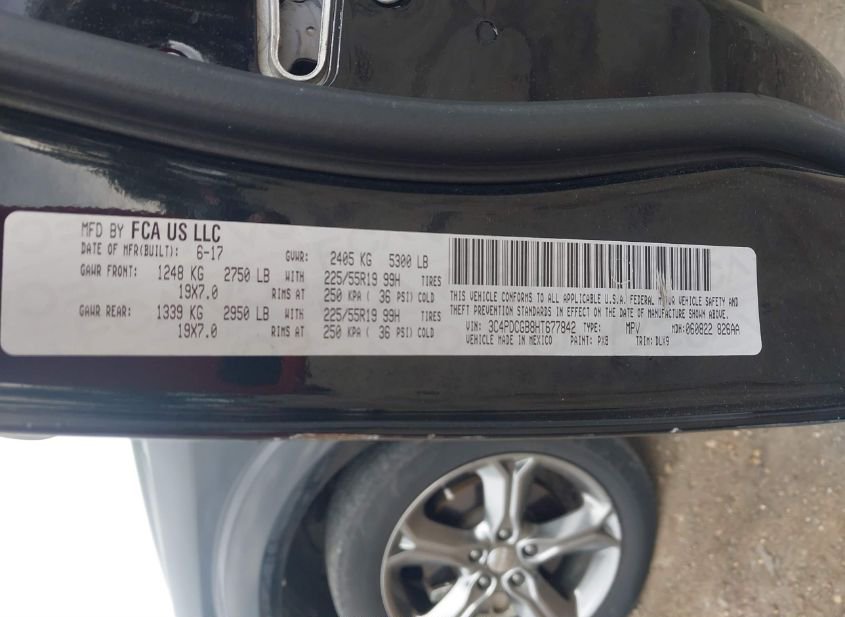 MFD BY FCA US LLC
DATE OF MFR(BUILT): 6-17 GVWR: 2405 KG 5300 LB
GAWR FRONT: 1248 KG 2750 LB WITH 225/55R19 99H TIRES
19X7.0 RIMS AT 250 KPA ( 36 PSI) COLD
GAWR REAR: 1339 KG 2950 LB WITH 225/55R19 99H TIRES
19X7.0 RIMS AT 250 KPA ( 36 PSI) COLD
THIS VEHICLE CONFORMS TO ALL APPLICABLE U.S.A. FEDERAL MOTOR VEHICLE SAFETY AND
THEFT PREVENTION STANDARDS IN EFFECT ON THE DATE OF MANUFACTURE SHOWN ABOVE.
VIN: 3C4PDCGB8HT677842 TYPE: MPV MDH: 060822 826AA
VEHICLE MADE IN MEXICO PAINT: PX8 TRIM: DLX9